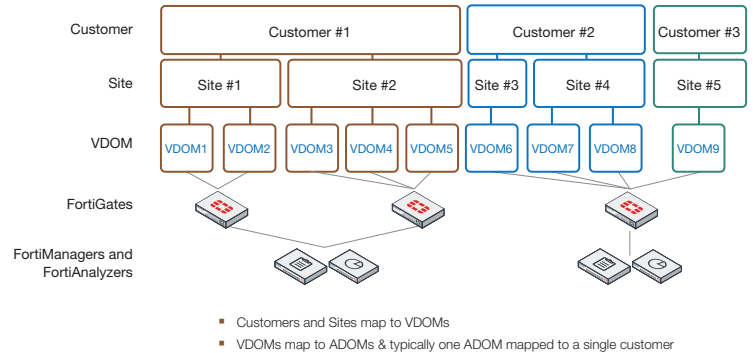 Customer
Customer #1
Customer #2
Customer #3
Site
Site #1
Site #2
Site #3
Site #4
Site #5
VDOM
VDOM1
VDOM2
VDOM3
VDOM4
VDOM5
VDOM6
VDOM7
VDOM8
VDOM9
FortiGates
FortiManagers and
FortiAnalyzers
Customers and Sites map to VDOMs
VDOMs map to ADOMs & typically one ADOM mapped to a single customer